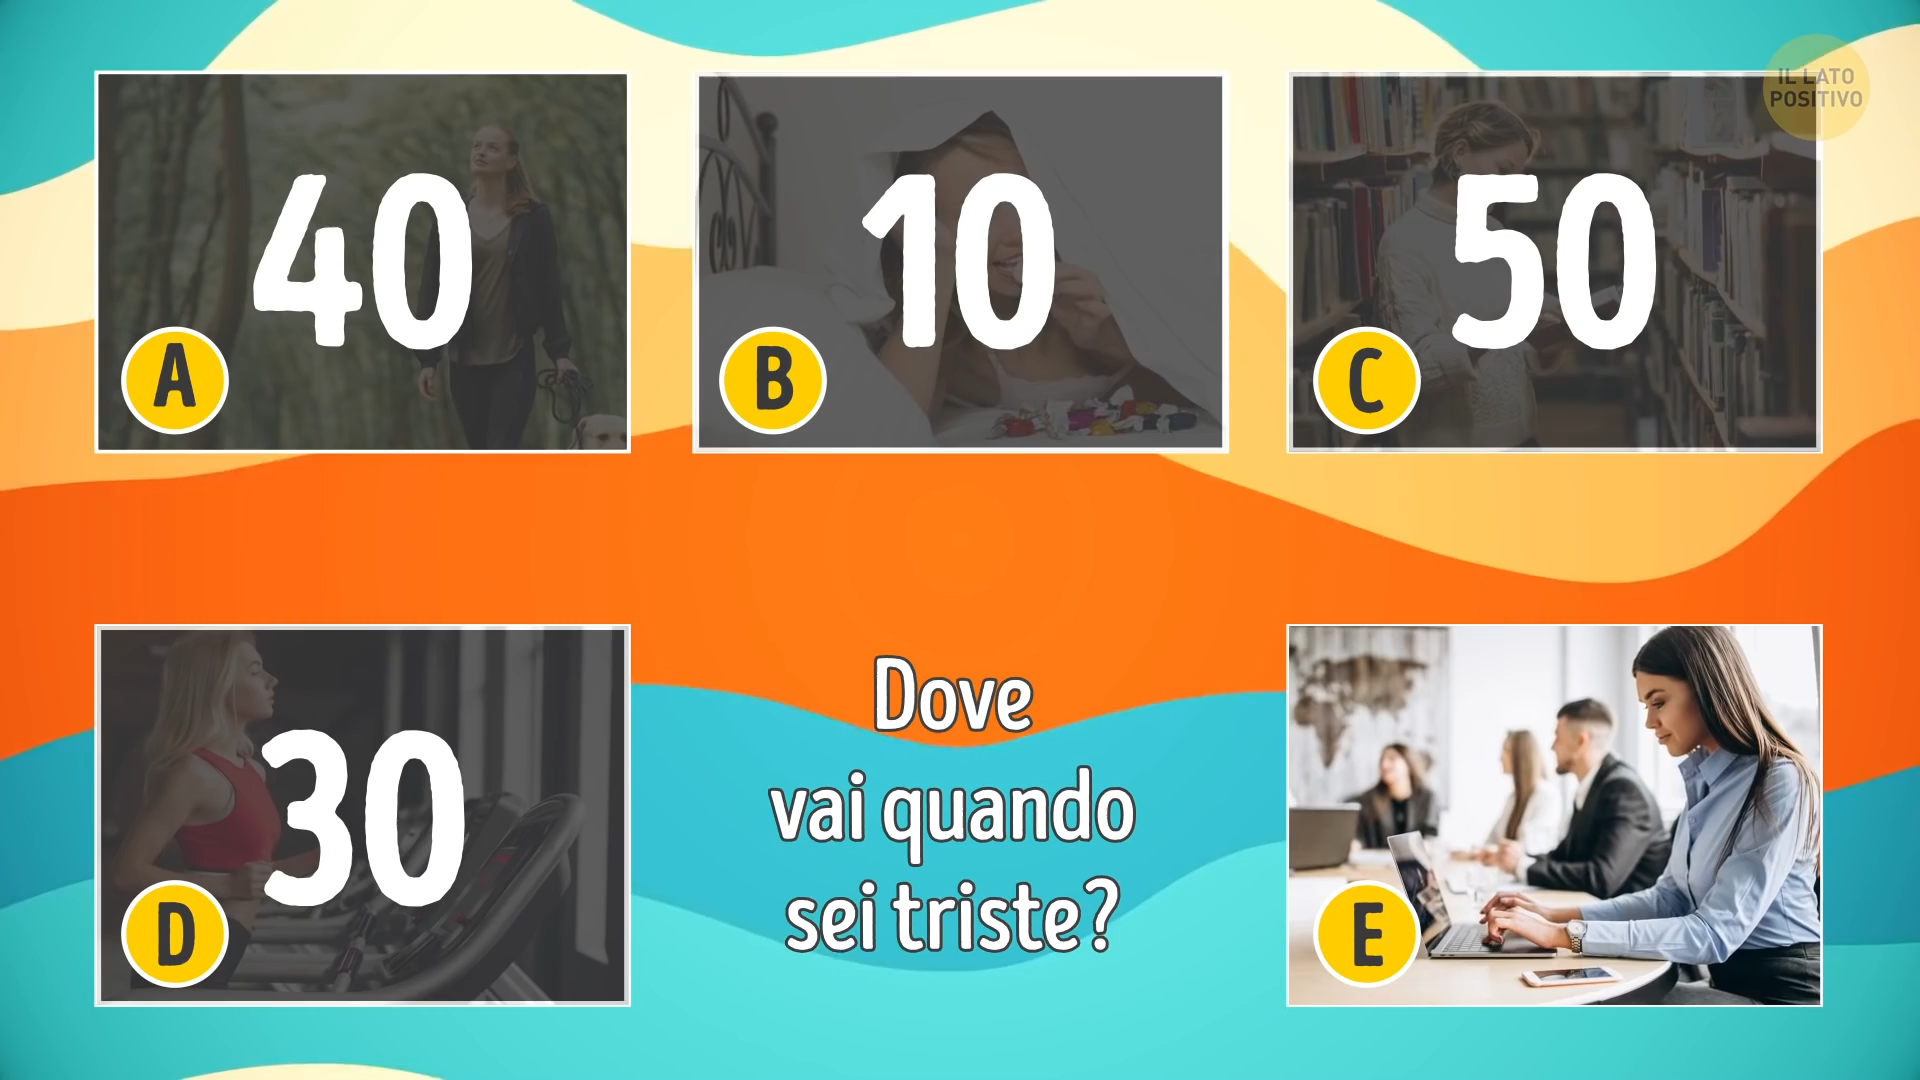 IL LATO
POSITIVO
40
A
10
B
50
C
30
D
Dove
vai quando
sei triste?
E